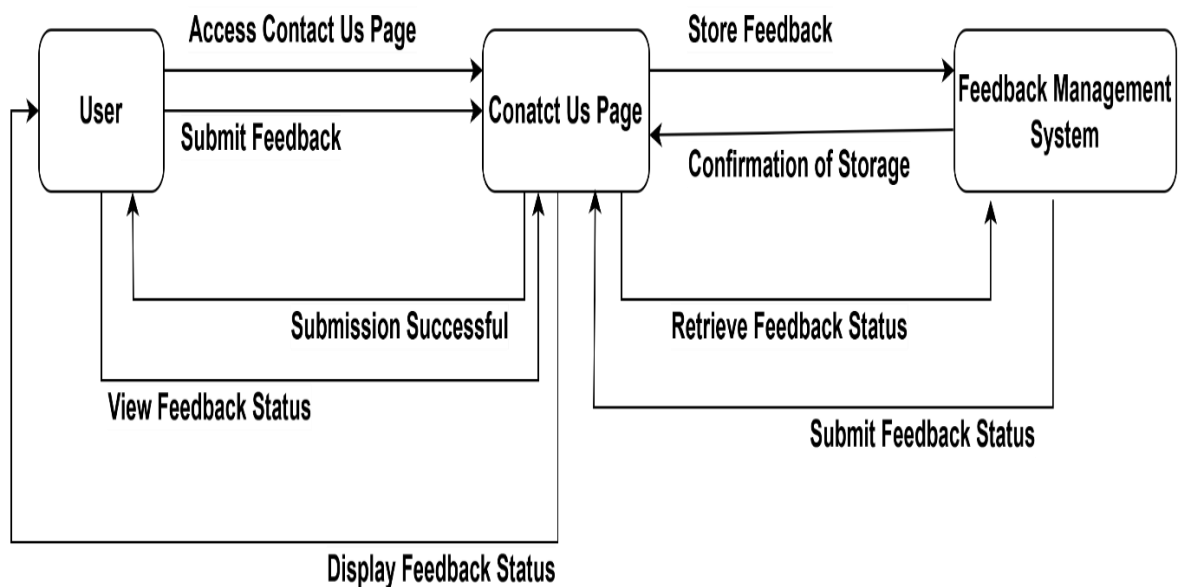 Access Contact Us Page
Store Feedback
User
Conatct Us Page
Feedback Management
System
Submit Feedback
Confirmation of Storage
Submission Successful
Retrieve Feedback Status
View Feedback Status
Submit Feedback Status
Display Feedback Status